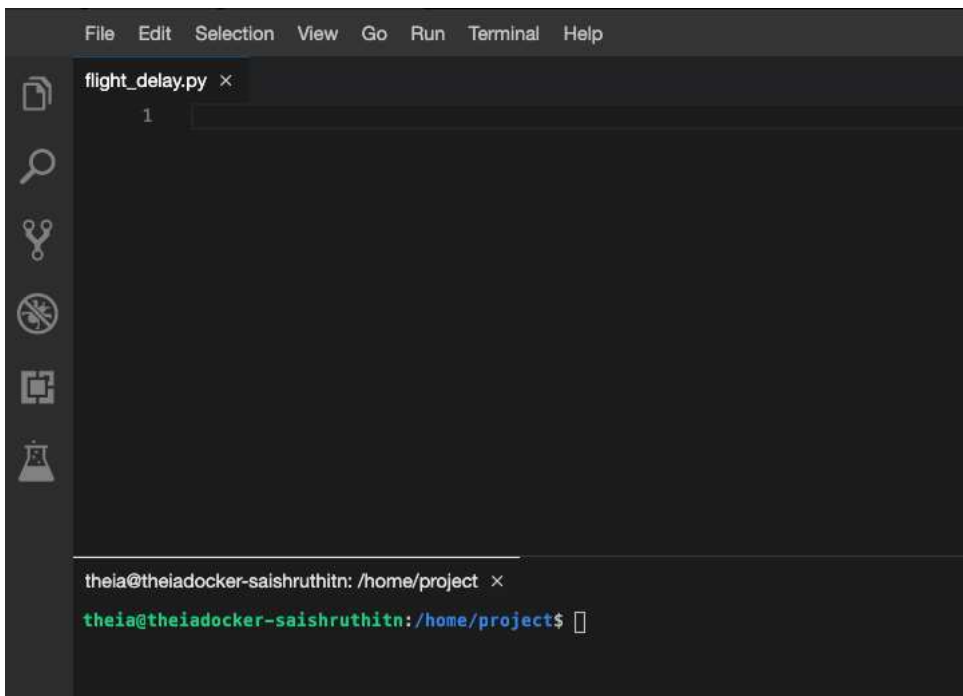 File Edit Selection View Go Run Terminal Help
flight_delay.py ×
1
theia@theiadocker-saishruthitn: /home/project ×
theia@theiadocker-saishruthitn:/home/project$